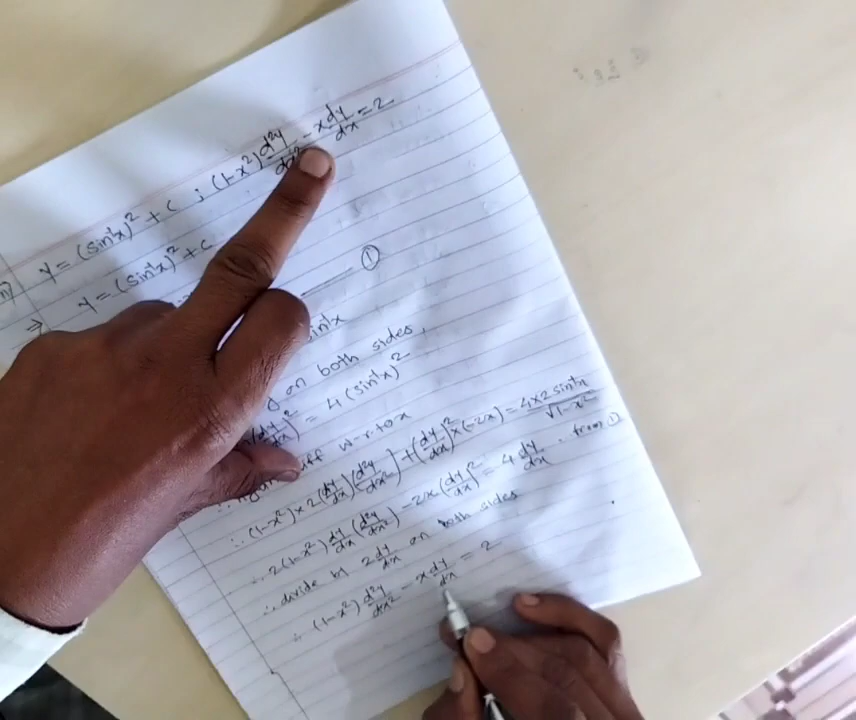 n) y = (sin⁻¹x)² + c ; (1-x²) d²y/dx² - x dy/dx = 2
⇒ y = (sin⁻¹x)² + c
①
sin⁻¹x
on both sides,
(dy/dx)² = 4 (sin⁻¹x)²
diff w-r-to x
∴ (1-x²) × 2 (dy/dx) (d²y/dx²) + (dy/dx)² × (-2x) = 4×2 sin⁻¹x / √1-x²
∴ 2(1-x²) dy/dx (d²y/dx²) - 2x (dy/dx)² = 4 dy/dx . from ①
∴ divide by 2 dy/dx on both sides
∴ (1-x²) d²y/dx² - x dy/dx = 2